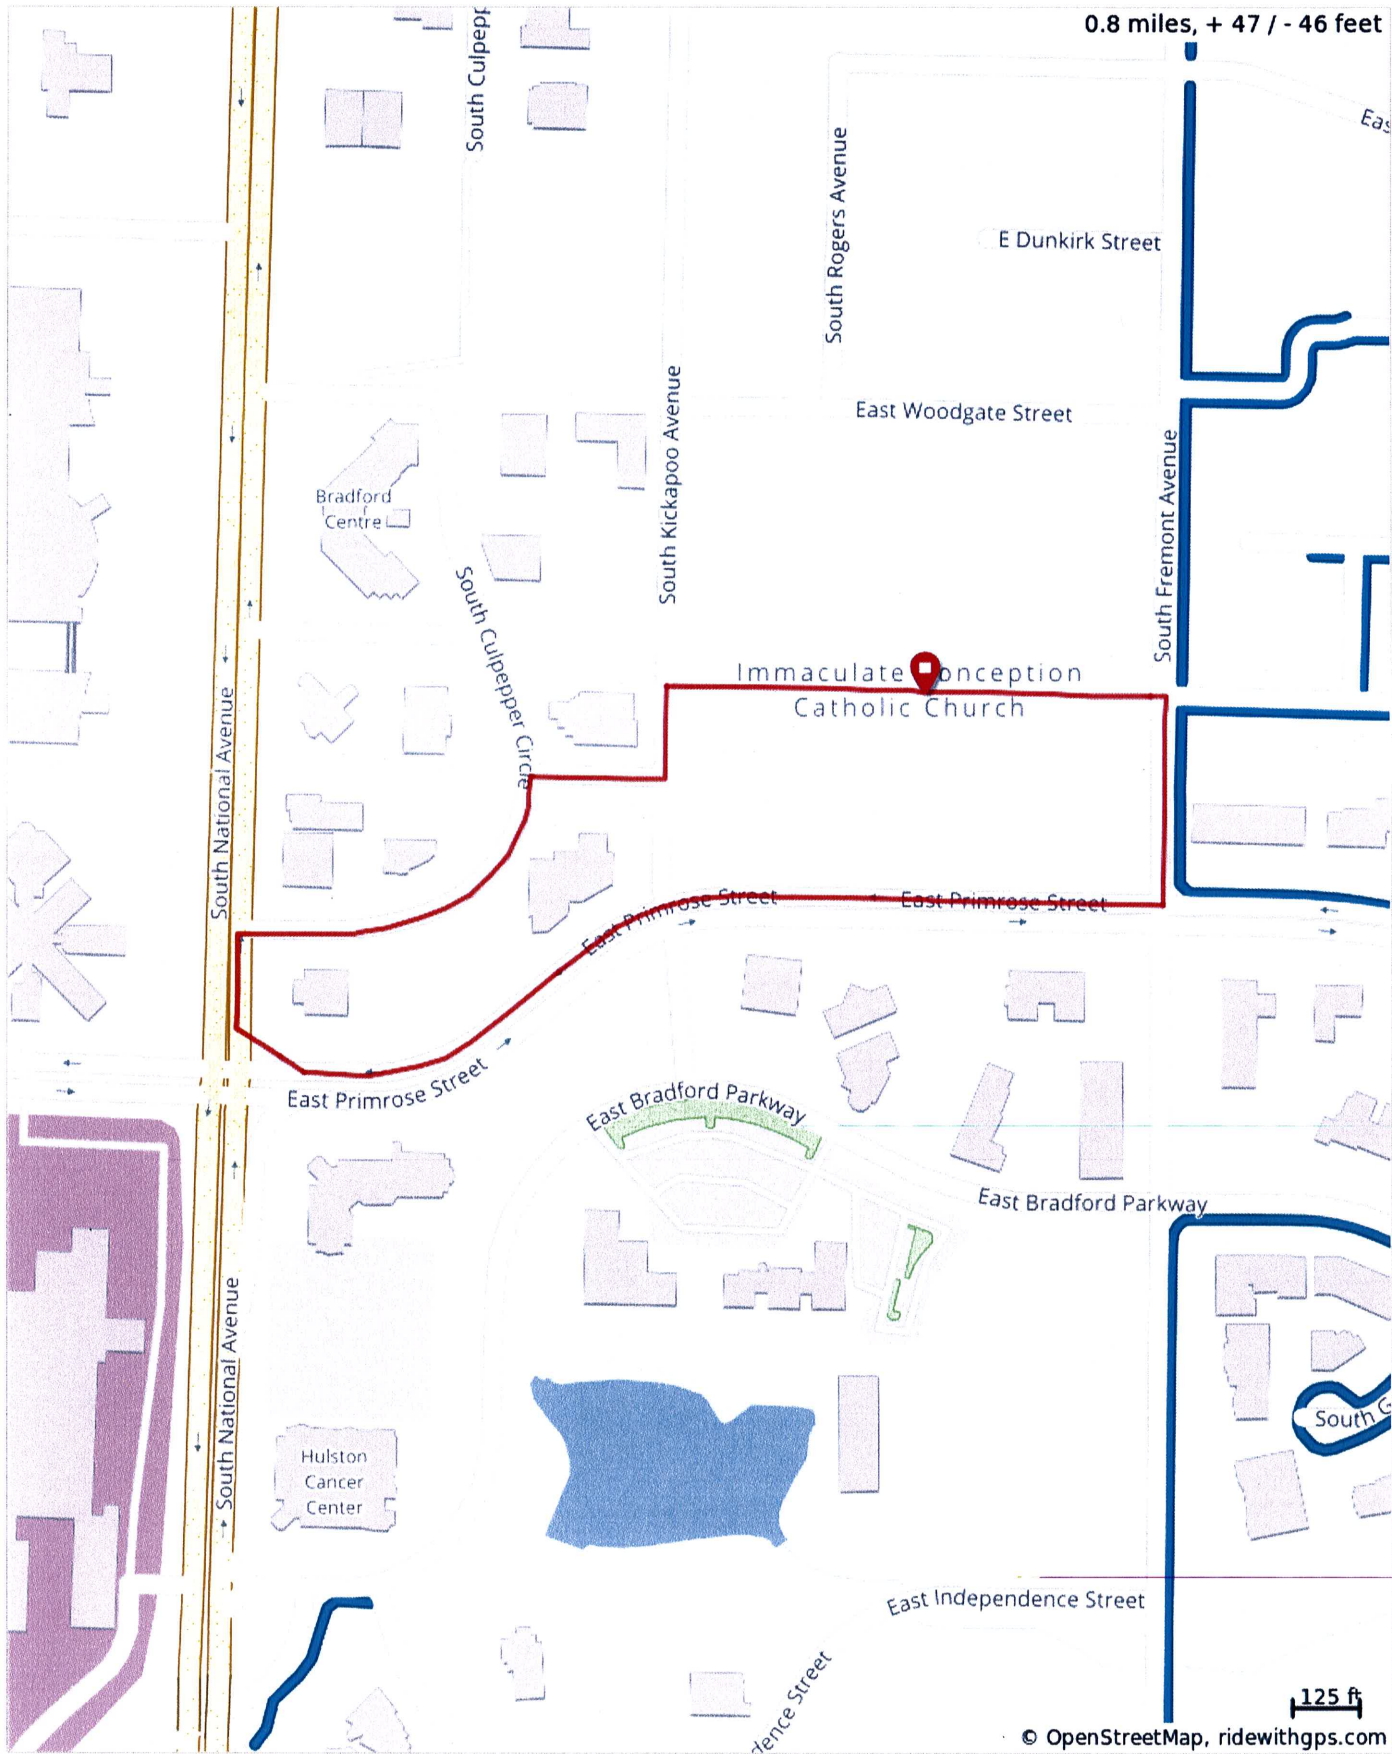 0.8 miles, + 47 / - 46 feet
South Culpepp
Eas
South Rogers Avenue
E Dunkirk Street
South Kickapoo Avenue
East Woodgate Street
South Fremont Avenue
Bradford
Centre
South Culpepper Circle
Immaculate onception
Catholic Church
South National Avenue
East Primrose Street
East Primrose Street
East Primrose Street
East Bradford Parkway
East Bradford Parkway
South National Avenue
South G
Hulston
Cancer
Center
East Independence Street
dence Street
125 ft
© OpenStreetMap, ridewithgps.com